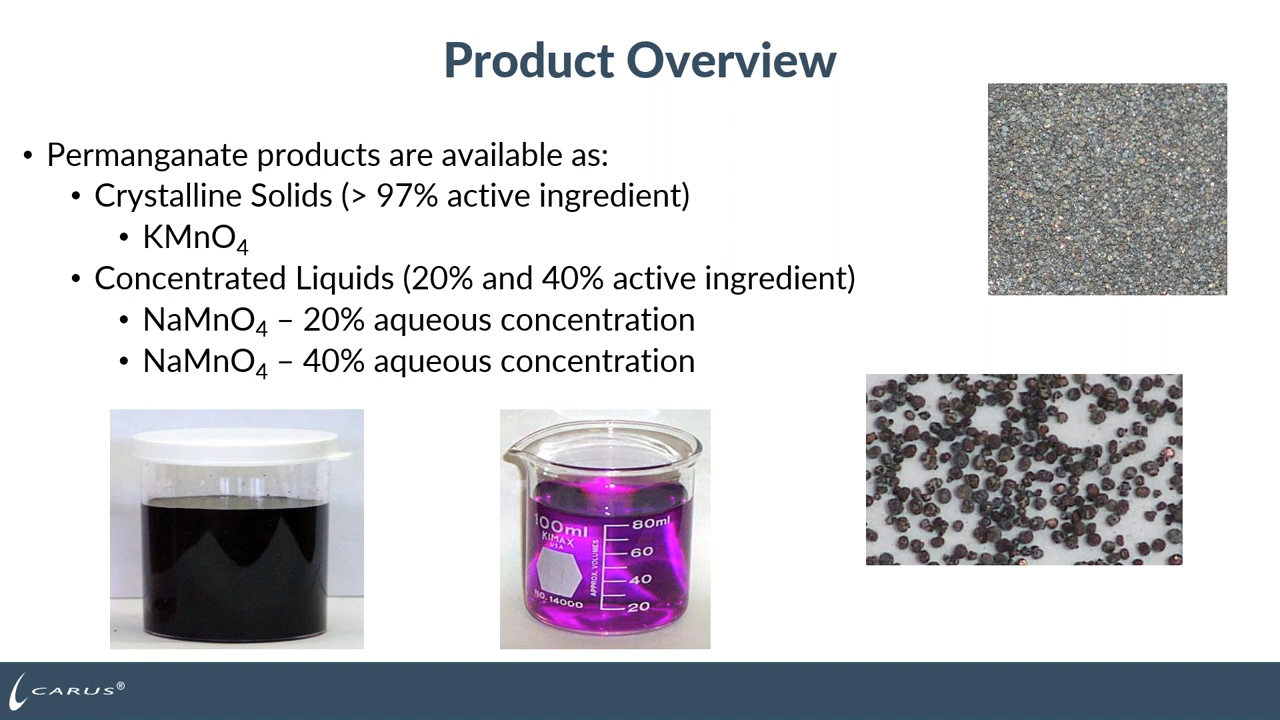 Product Overview
• Permanganate products are available as:
• Crystalline Solids (> 97% active ingredient)
• KMnO₄
• Concentrated Liquids (20% and 40% active ingredient)
• NaMnO₄ – 20% aqueous concentration
• NaMnO₄ – 40% aqueous concentration
100ml
KIMAX
USA
NO. 14000
APPROX. VOLUMES
80ml
60
40
20
CARUS®